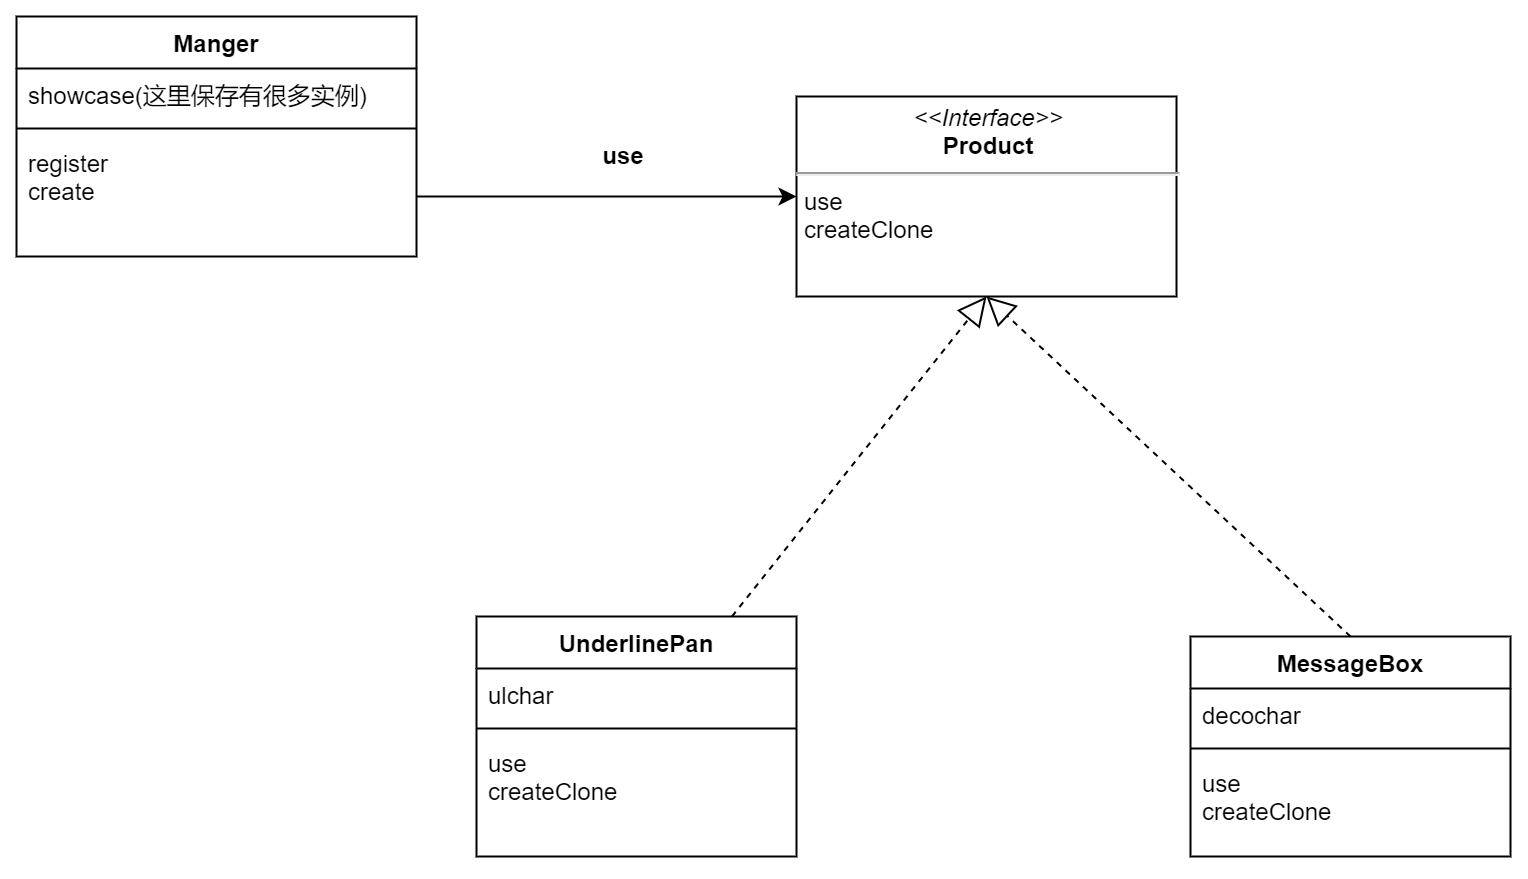 Manger
showcase(这里保存有很多实例)
register
create
use
<<Interface>>
Product
use
createClone
UnderlinePan
ulchar
use
createClone
MessageBox
decochar
use
createClone